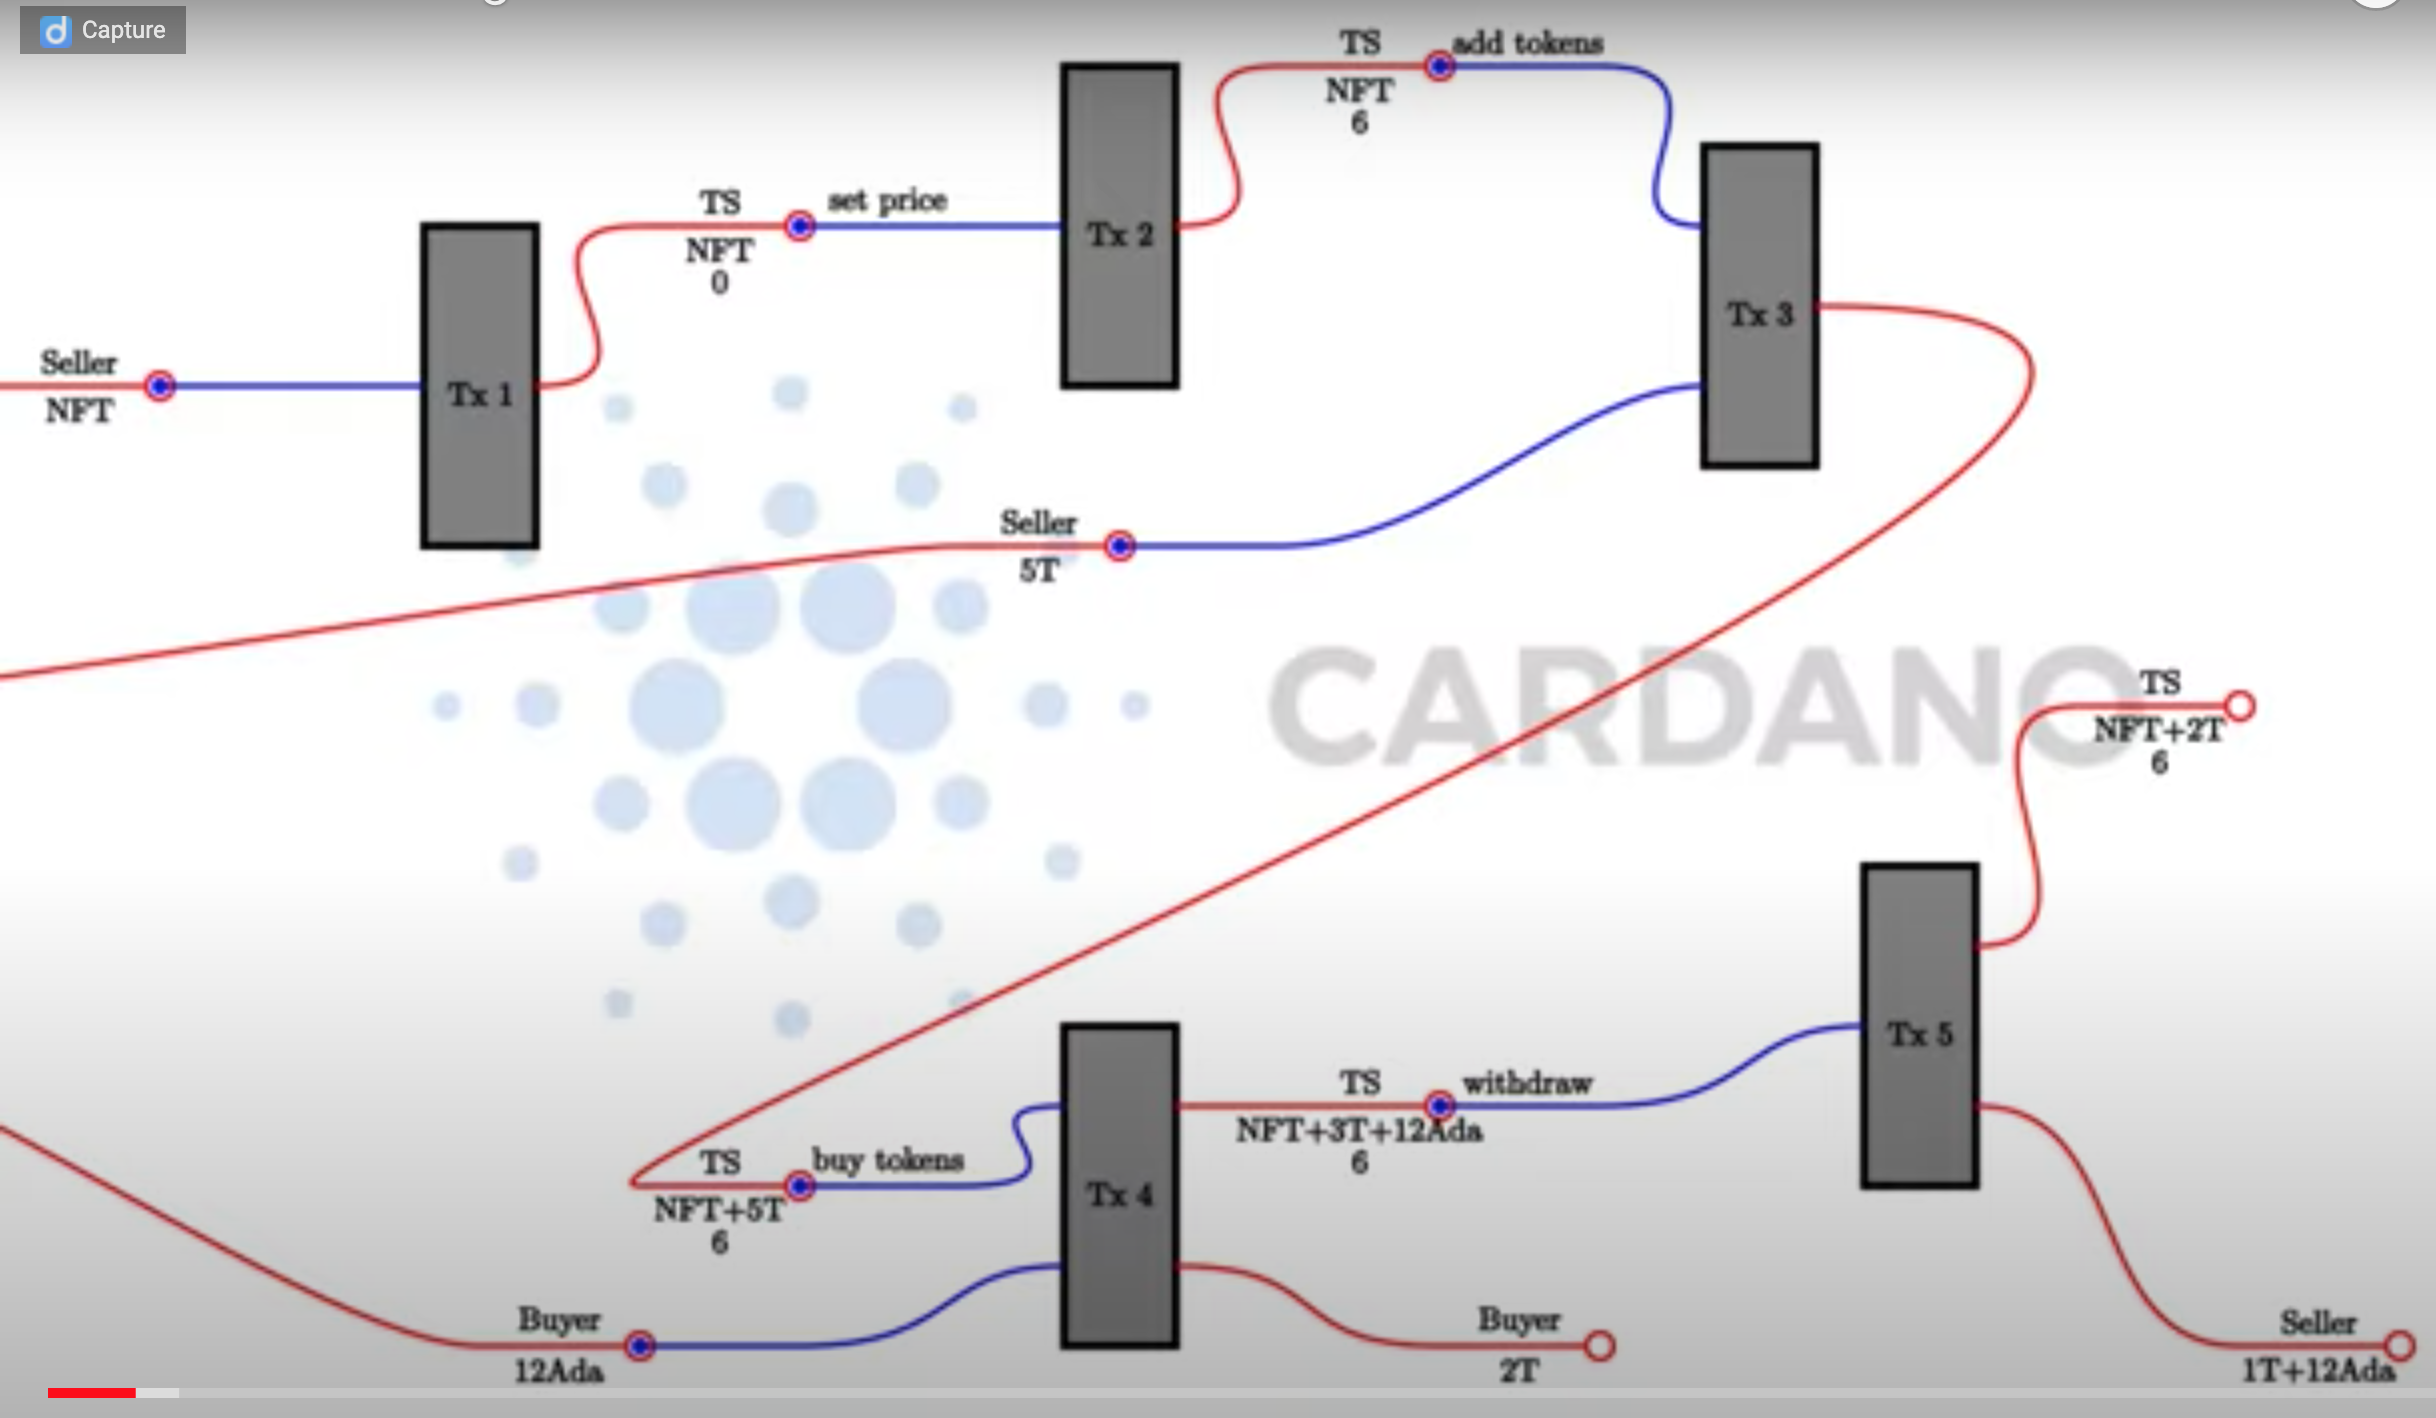 Capture
TS
add tokens
NFT
6
TS
set price
NFT
0
Tx 2
Tx 3
Seller
NFT
Tx 1
Seller
5T
CARDANO
TS
NFT+2T
6
Tx 5
TS
withdraw
NFT+3T+12Ada
6
TS
buy tokens
NFT+5T
6
Tx 4
Buyer
12Ada
Buyer
2T
Seller
1T+12Ada